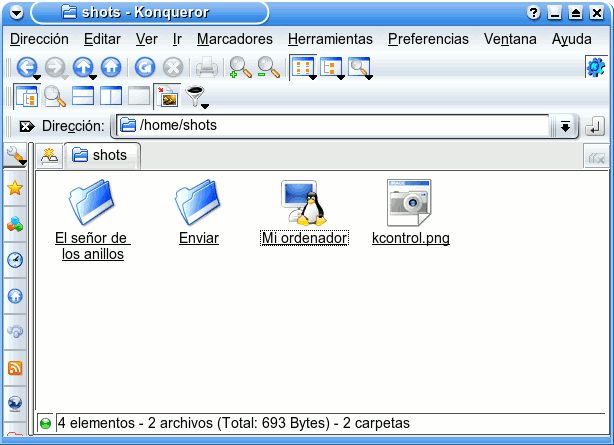 shots - Konqueror
Dirección Editar Ver Ir Marcadores Herramientas Preferencias Ventana Ayuda
Dirección: /home/shots
shots
El señor de
los anillos
Enviar
Mi ordenador
kcontrol.png
4 elementos - 2 archivos (Total: 693 Bytes) - 2 carpetas